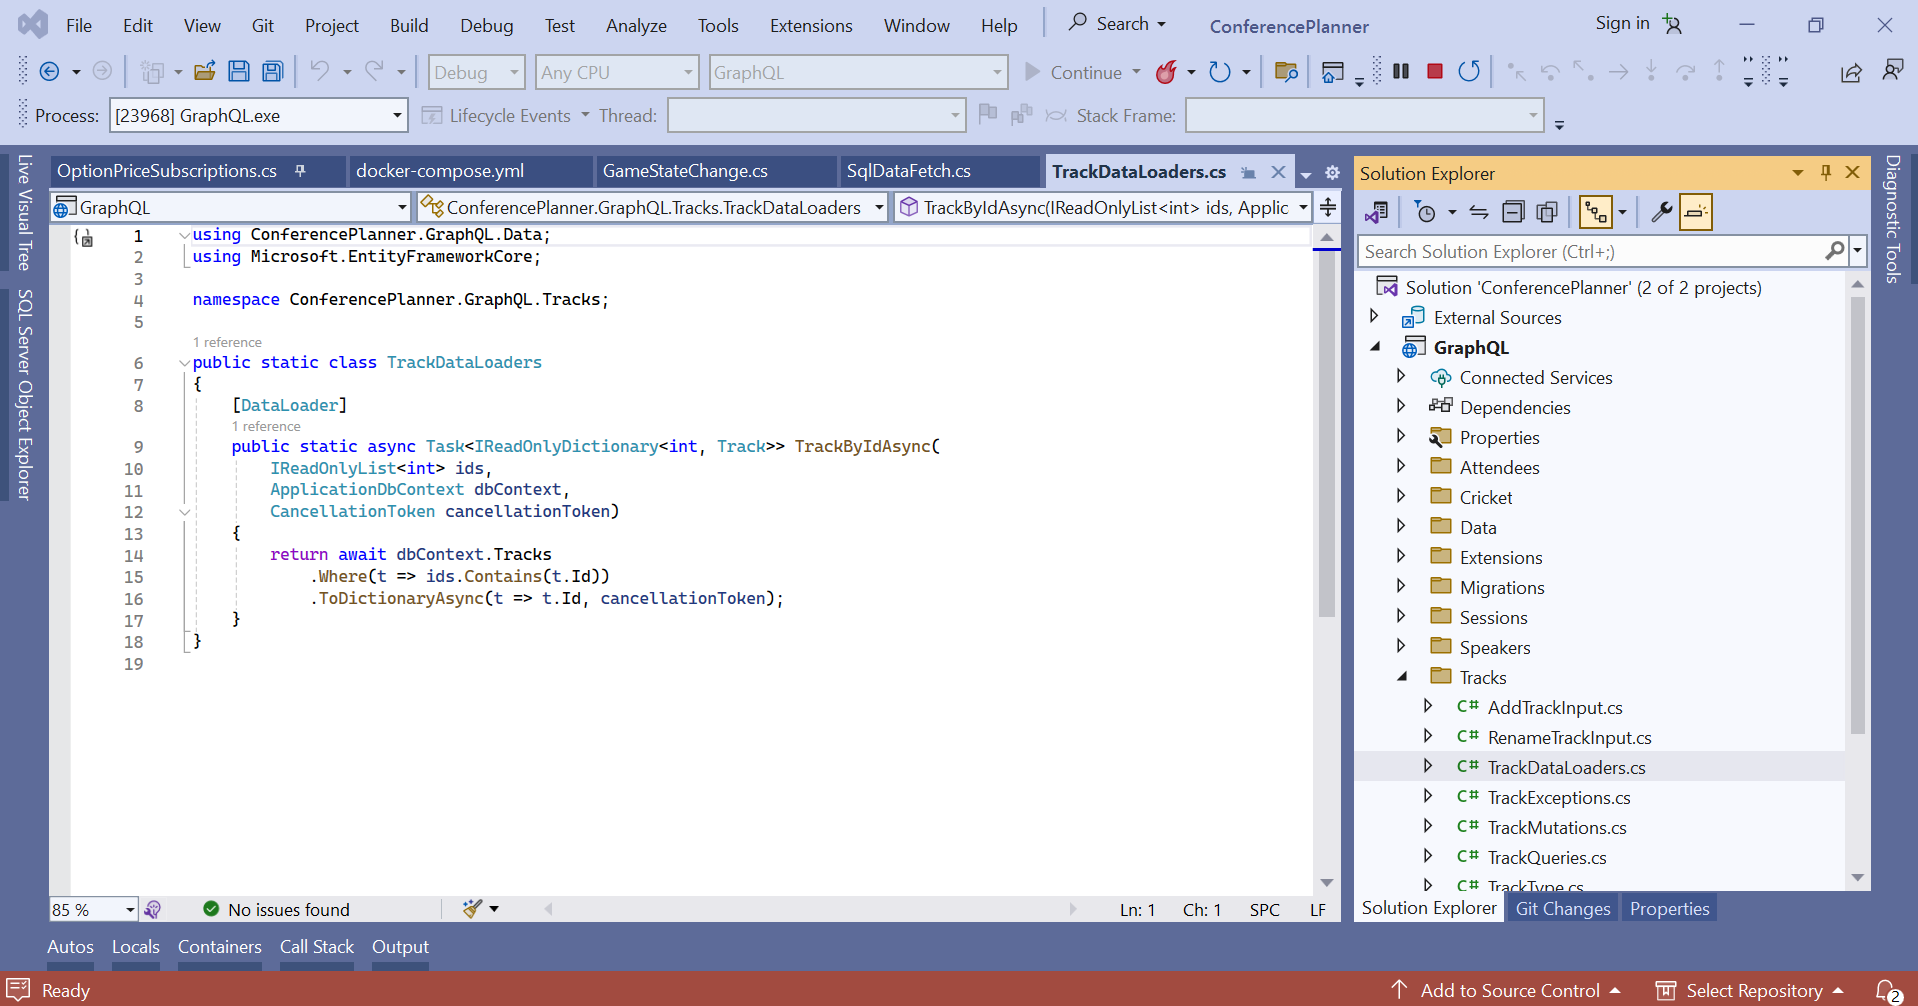 File Edit View Git Project Build Debug Test Analyze Tools Extensions Window Help Search ConferencePlanner Sign in
Debug Any CPU GraphQL Continue
Process: [23968] GraphQL.exe Lifecycle Events Thread: Stack Frame:
OptionPriceSubscriptions.cs docker-compose.yml GameStateChange.cs SqlDataFetch.cs TrackDataLoaders.cs
GraphQL ConferencePlanner.GraphQL.Tracks.TrackDataLoaders TrackByIdAsync(IReadOnlyList<int> ids, Applic
Live Visual Tree
SQL Server Object Explorer
1 using ConferencePlanner.GraphQL.Data;
2 using Microsoft.EntityFrameworkCore;
3
4 namespace ConferencePlanner.GraphQL.Tracks;
5
1 reference
6 public static class TrackDataLoaders
7 {
8 [DataLoader]
1 reference
9 public static async Task<IReadOnlyDictionary<int, Track>> TrackByIdAsync(
10 IReadOnlyList<int> ids,
11 ApplicationDbContext dbContext,
12 CancellationToken cancellationToken)
13 {
14 return await dbContext.Tracks
15 .Where(t => ids.Contains(t.Id))
16 .ToDictionaryAsync(t => t.Id, cancellationToken);
17 }
18 }
19
85 % No issues found Ln: 1 Ch: 1 SPC LF
Solution Explorer
Search Solution Explorer (Ctrl+;)
Solution 'ConferencePlanner' (2 of 2 projects)
External Sources
GraphQL
Connected Services
Dependencies
Properties
Attendees
Cricket
Data
Extensions
Migrations
Sessions
Speakers
Tracks
C# AddTrackInput.cs
C# RenameTrackInput.cs
C# TrackDataLoaders.cs
C# TrackExceptions.cs
C# TrackMutations.cs
C# TrackQueries.cs
C# TrackType.cs
Solution Explorer Git Changes Properties
Diagnostic Tools
Autos Locals Containers Call Stack Output
Ready Add to Source Control Select Repository 2